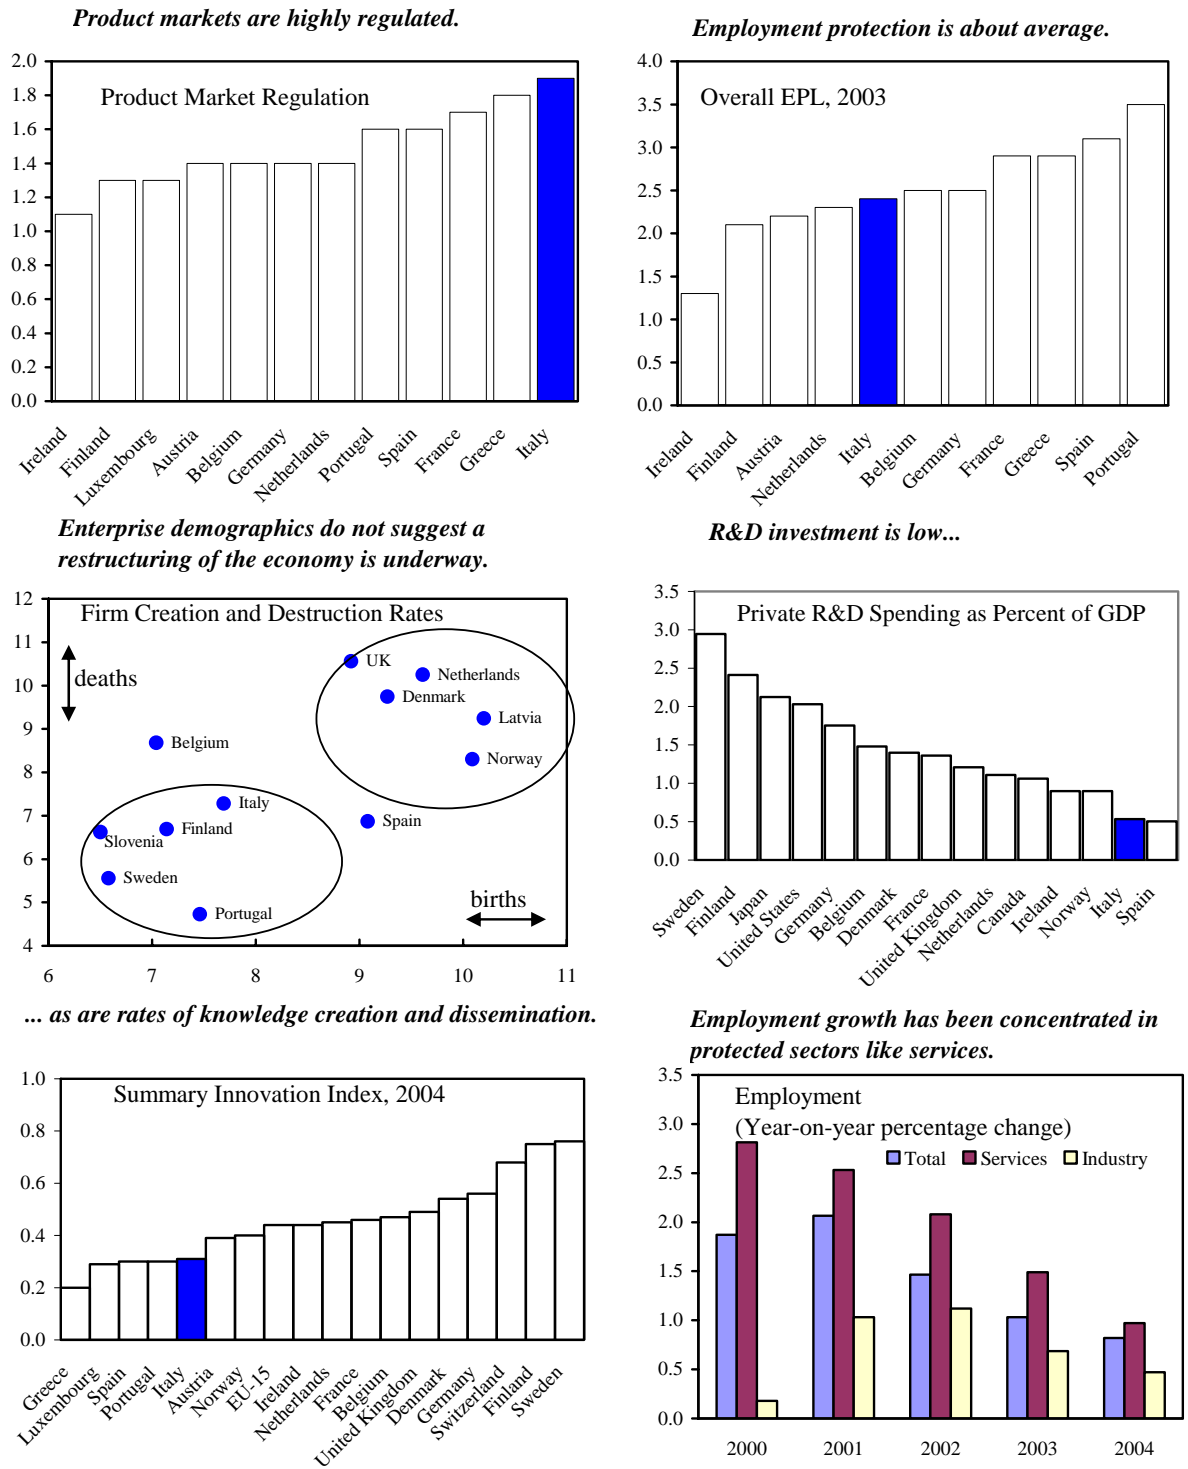 Product markets are highly regulated.
Product Market Regulation
2.0
1.8
1.6
1.4
1.2
1.0
0.8
0.6
0.4
0.2
0.0
Ireland
Finland
Luxembourg
Austria
Belgium
Germany
Netherlands
Portugal
Spain
France
Greece
Italy
Employment protection is about average.
Overall EPL, 2003
4.0
3.5
3.0
2.5
2.0
1.5
1.0
0.5
0.0
Ireland
Finland
Austria
Netherlands
Italy
Belgium
Germany
France
Greece
Spain
Portugal
Enterprise demographics do not suggest a
restructuring of the economy is underway.
Firm Creation and Destruction Rates
12
11
10
9
8
7
6
5
4
deaths
UK
Netherlands
Denmark
Latvia
Belgium
Norway
Italy
Spain
Finland
Slovenia
Sweden
Portugal
births
6
7
8
9
10
11
R&D investment is low...
Private R&D Spending as Percent of GDP
3.5
3.0
2.5
2.0
1.5
1.0
0.5
0.0
Sweden
Finland
Japan
United States
Germany
Belgium
Denmark
France
United Kingdom
Netherlands
Canada
Ireland
Norway
Italy
Spain
... as are rates of knowledge creation and dissemination.
Summary Innovation Index, 2004
1.0
0.8
0.6
0.4
0.2
0.0
Greece
Luxembourg
Spain
Portugal
Italy
Austria
Norway
EU-15
Ireland
Netherlands
France
Belgium
United Kingdom
Denmark
Germany
Switzerland
Finland
Sweden
Employment growth has been concentrated in
protected sectors like services.
Employment
(Year-on-year percentage change)
Total
Services
Industry
3.5
3.0
2.5
2.0
1.5
1.0
0.5
0.0
2000
2001
2002
2003
2004